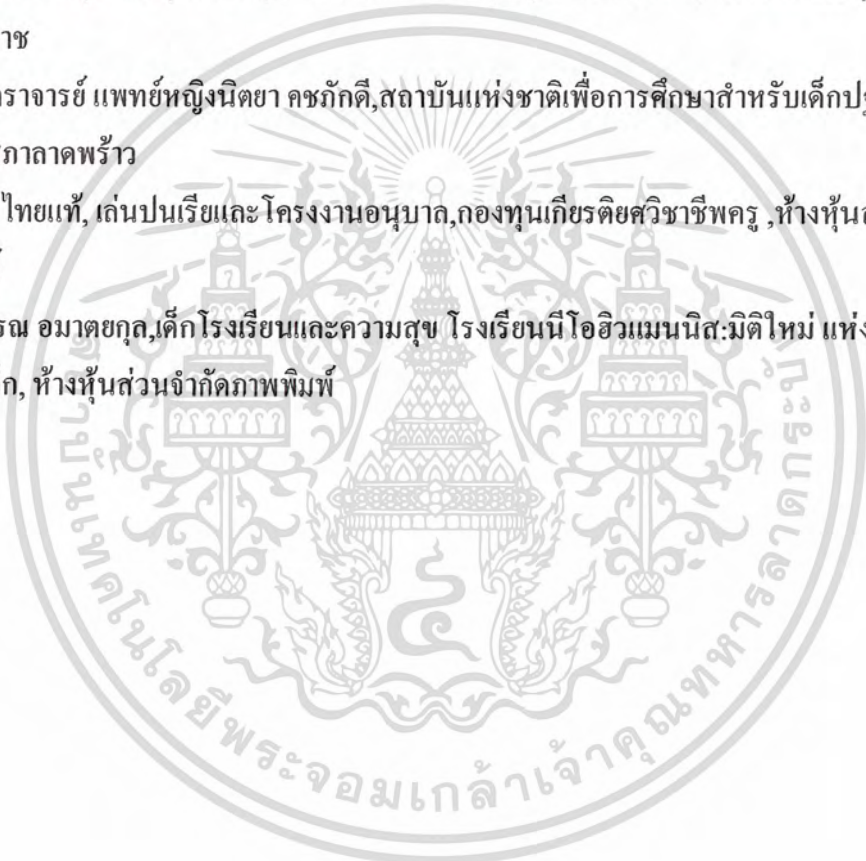 าช
ตราจารย์ แพทย์หญิงนิตยา คชภักดี,สถาบันแห่งชาติเพื่อการศึกษาสำหรับเด็กปฐ
ภาลาดพร้าว
ไทยแท้, เล่นปนเรียและโครงงานอนุบาล,กองทุนเกียรติยศวิชาชีพครู ,ห้างหุ้นส
รณ อมาตยกุล,เด็กโรงเรียนและความสุข โรงเรียนนีโอฮิวแมนนิส:มิติใหม่ แห่ง
ก, ห้างหุ้นส่วนจำกัดภาพพิมพ์
สถาบันเทคโนโลยีพระจอมเกล้าเจ้าคุณทหารลาดกระบัง